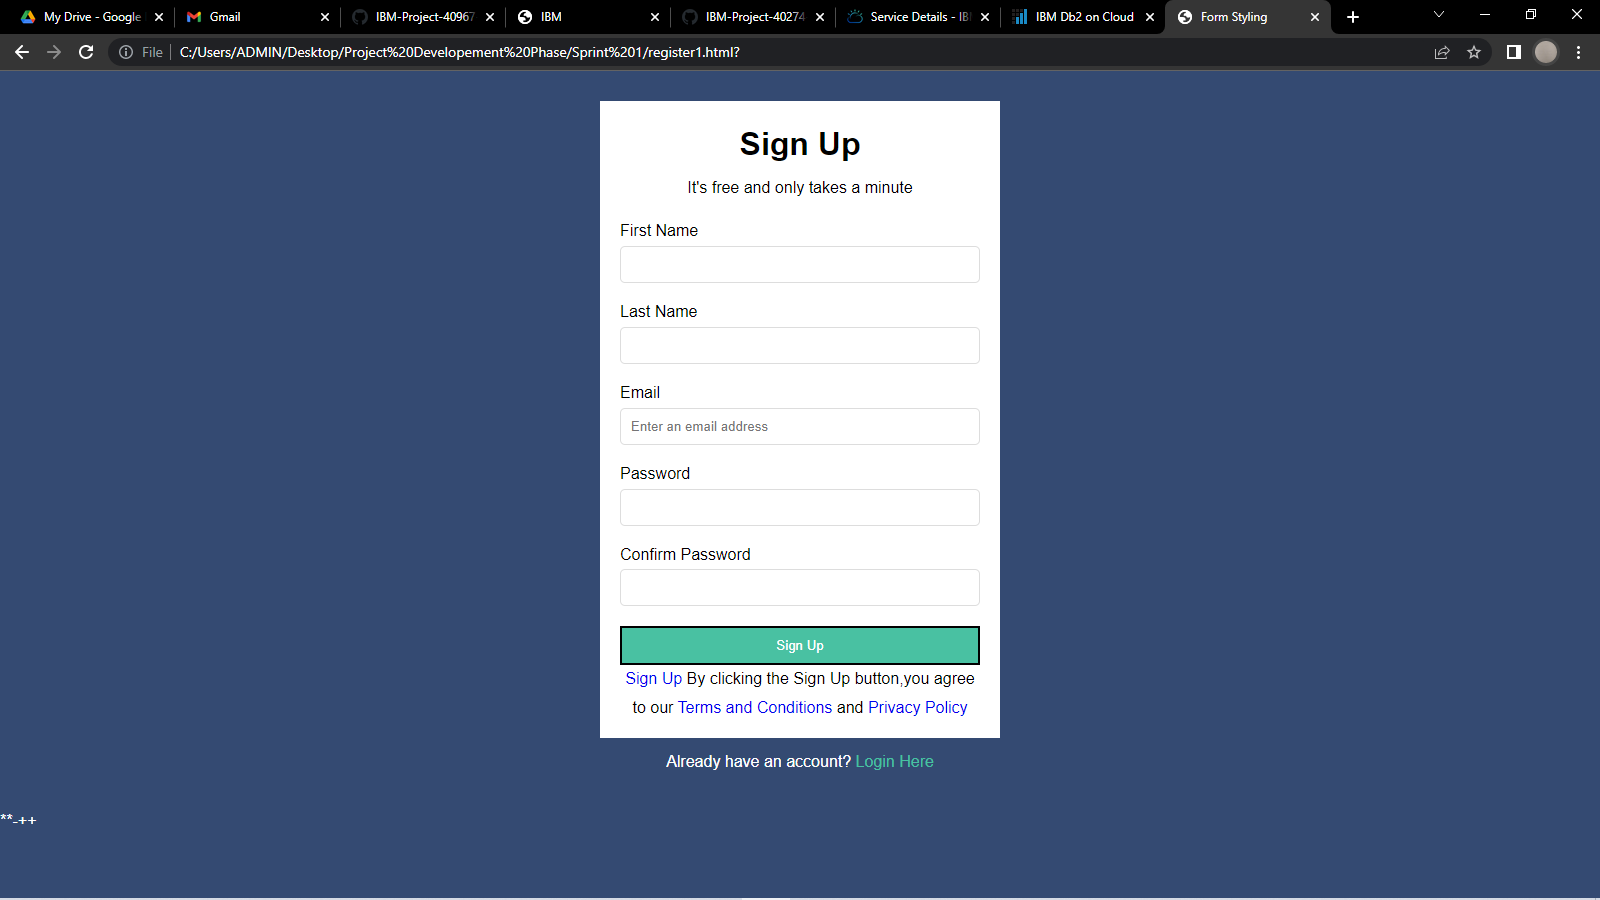 My Drive - Google
Gmail
IBM-Project-40967
IBM
IBM-Project-40274
Service Details - IBM
IBM Db2 on Cloud
Form Styling
File
C:/Users/ADMIN/Desktop/Project%20Developement%20Phase/Sprint%201/register1.html?
Sign Up
It's free and only takes a minute
First Name
Last Name
Email
Enter an email address
Password
Confirm Password
Sign Up
Sign Up By clicking the Sign Up button,you agree
to our Terms and Conditions and Privacy Policy
Already have an account? Login Here
**-++